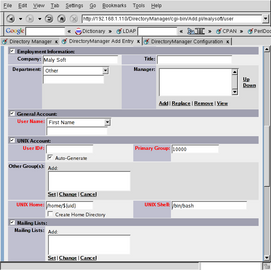 File Edit View Tab Settings Go Bookmarks Tools Help
http://192.168.1.110/DirectoryManager/cgi-bin/Add.pl/malysoft/user
Google Dictionary LDAP CPAN PerlDoc
Directory Manager DirectoryManager Add Entry DirectoryManager Configuration
Employment Information:
Company: Maly Soft Title:
Department: Other Manager:
Up
Down
Add | Replace | Remove | View
General Account:
User Name: First Name
UNIX Account:
User ID#: Primary Group: 10000
Auto-Generate
Other Group(s): Add
Set | Change | Cancel
UNIX Home: /home/${uid} UNIX Shell: /bin/bash
Create Home Directory
Mailing Lists:
Mailing Lists: Add
Set | Change | Cancel